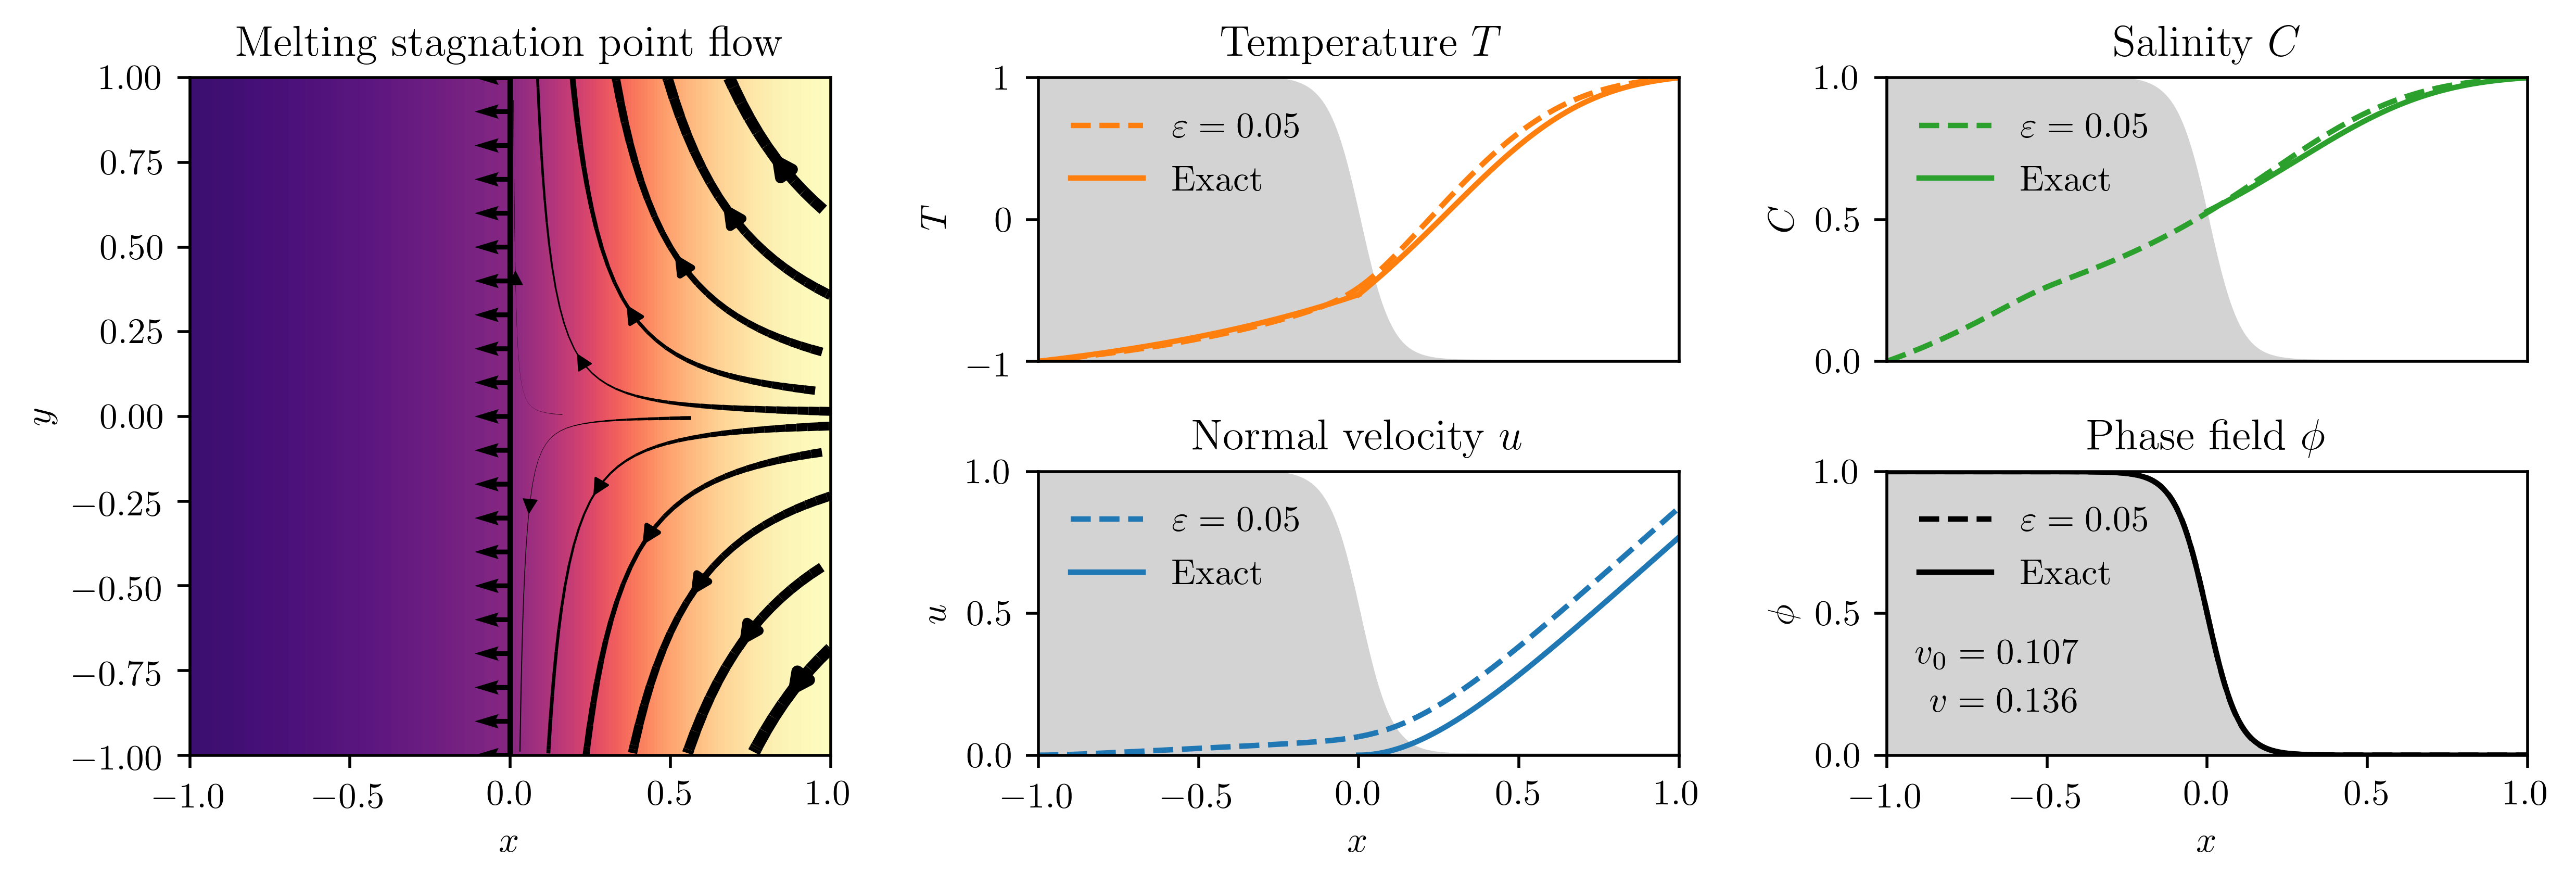 Melting stagnation point flow
1.00
0.75
0.50
0.25
0.00
−0.25
−0.50
−0.75
−1.00
y
−1.0 −0.5 0.0 0.5 1.0
x
Temperature T
1
0
−1
T
ε = 0.05
Exact
Salinity C
1.0
0.5
0.0
C
ε = 0.05
Exact
Normal velocity u
1.0
0.5
0.0
u
ε = 0.05
Exact
−1.0 −0.5 0.0 0.5 1.0
x
Phase field ϕ
1.0
0.5
0.0
ϕ
ε = 0.05
Exact
v₀ = 0.107
v = 0.136
−1.0 −0.5 0.0 0.5 1.0
x